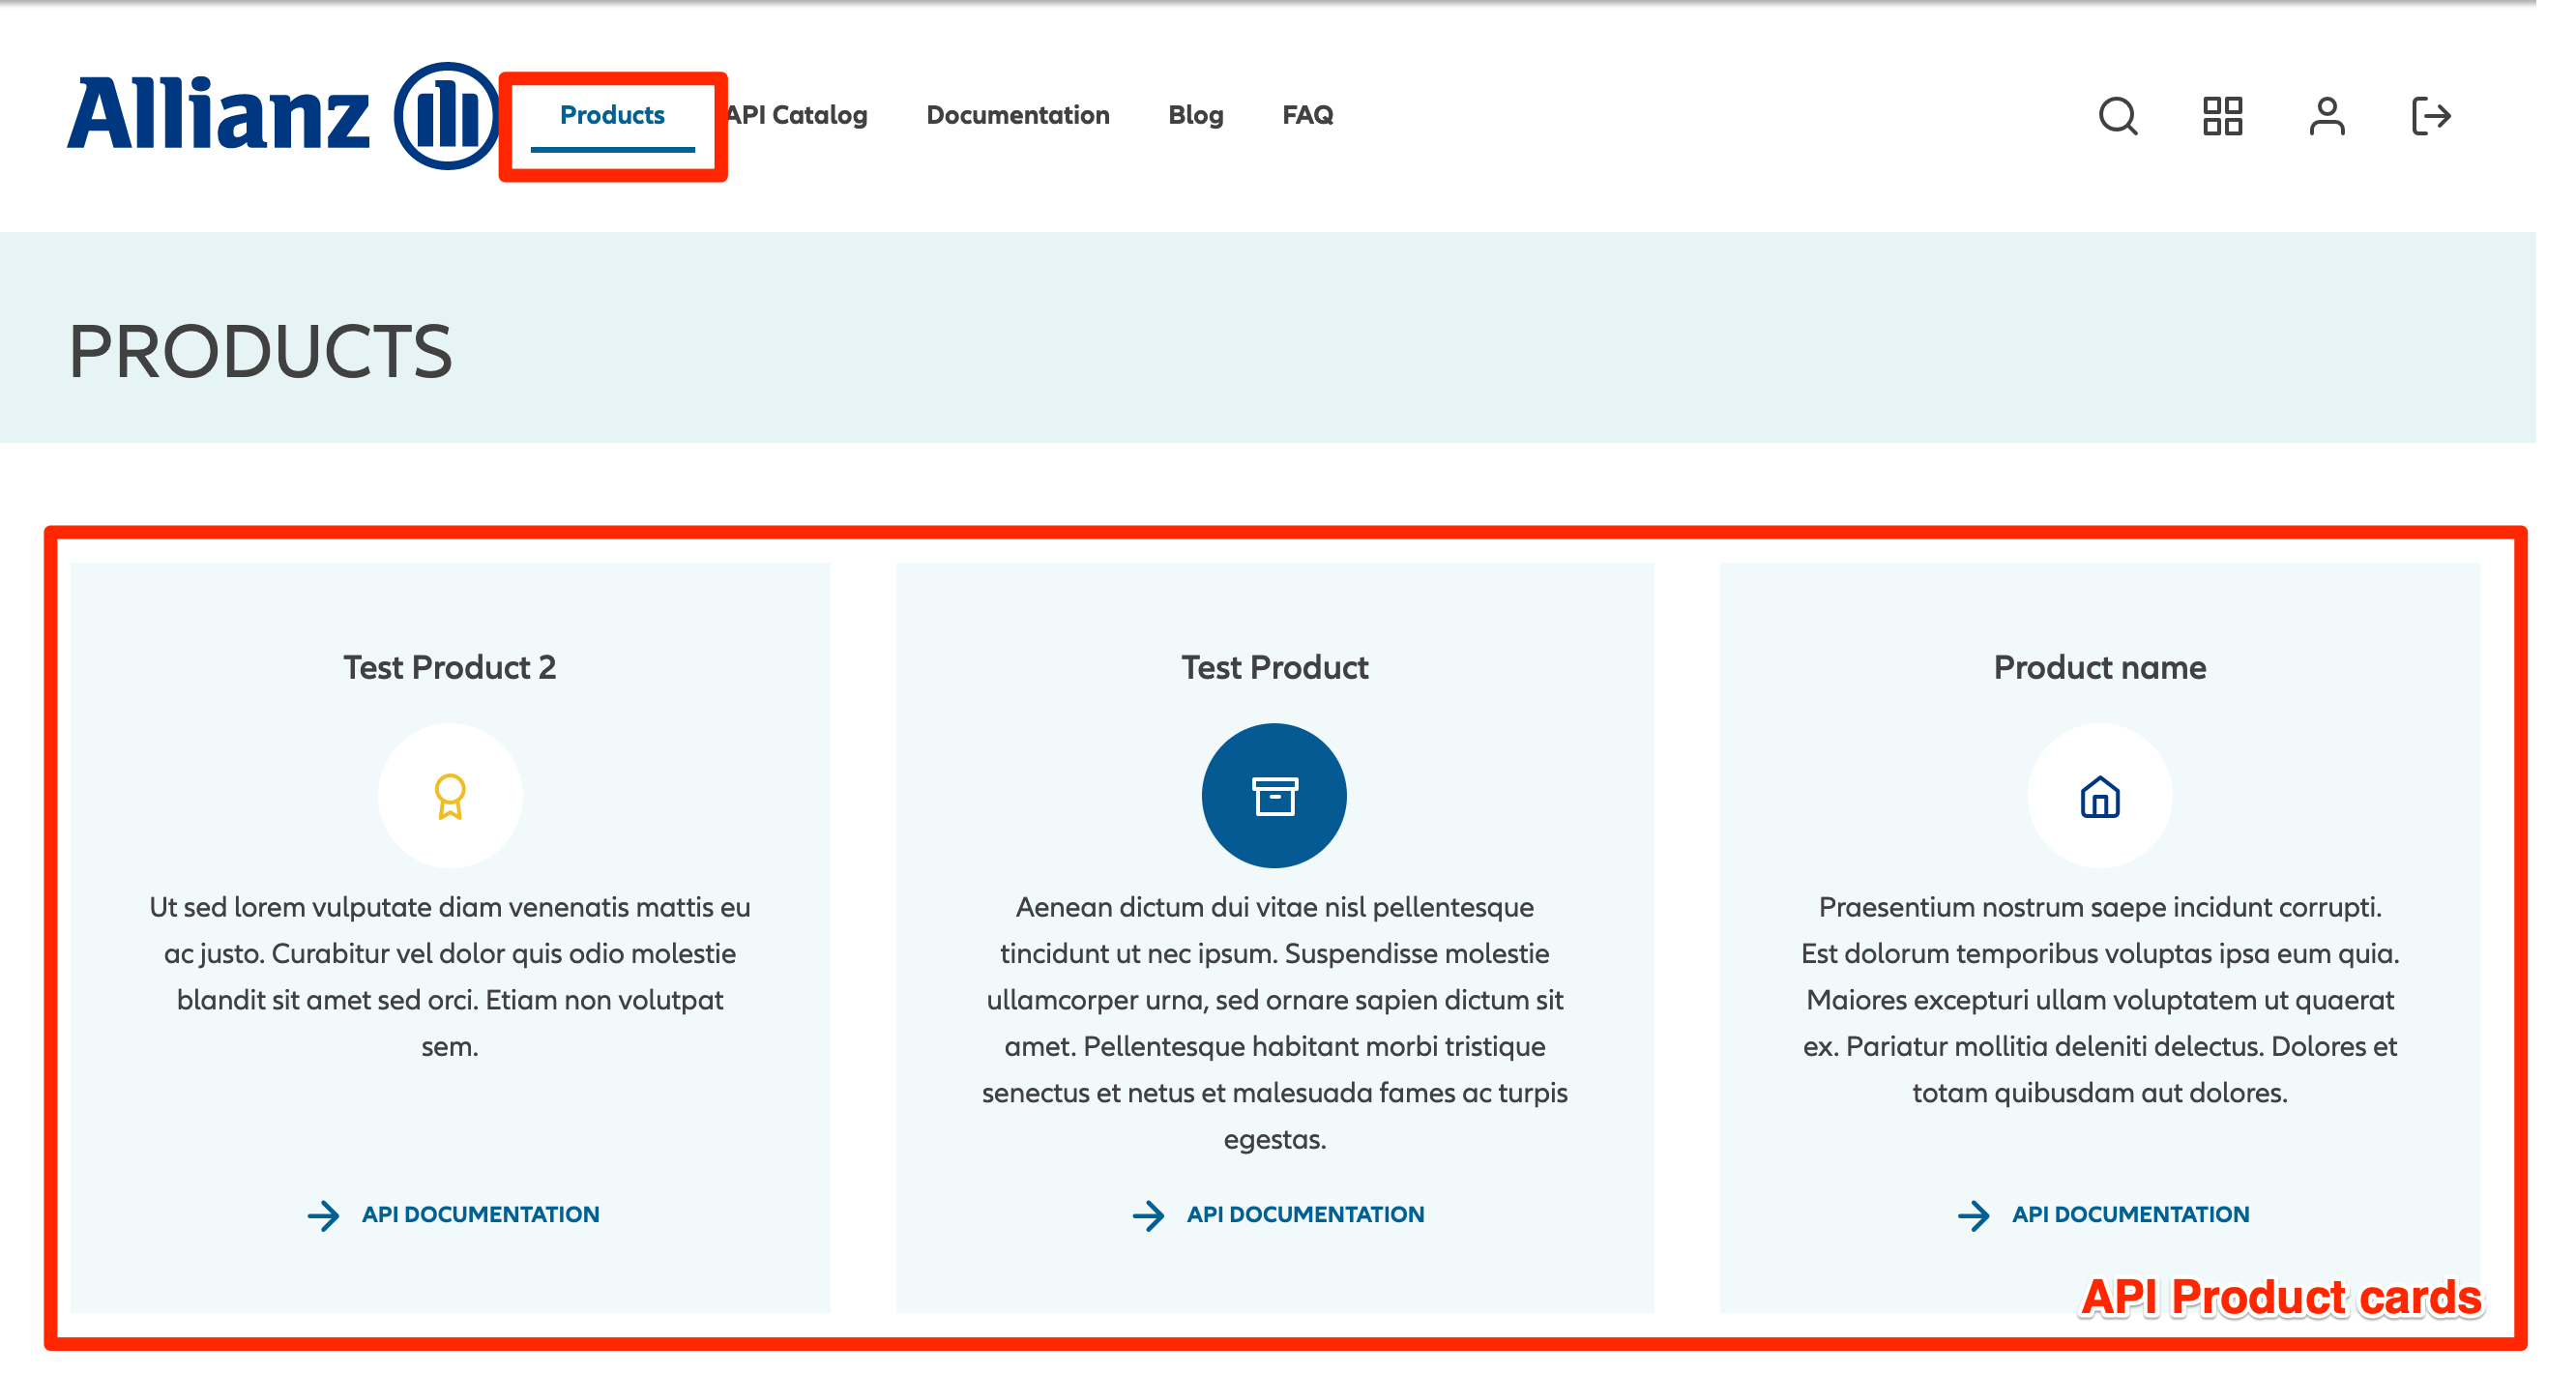 Allianz
Products API Catalog Documentation Blog FAQ
PRODUCTS
Test Product 2
Ut sed lorem vulputate diam venenatis mattis eu
ac justo. Curabitur vel dolor quis odio molestie
blandit sit amet sed orci. Etiam non volutpat
sem.
API DOCUMENTATION
Test Product
Aenean dictum dui vitae nisl pellentesque
tincidunt ut nec ipsum. Suspendisse molestie
ullamcorper urna, sed ornare sapien dictum sit
amet. Pellentesque habitant morbi tristique
senectus et netus et malesuada fames ac turpis
egestas.
API DOCUMENTATION
Product name
Praesentium nostrum saepe incidunt corrupti.
Est dolorum temporibus voluptas ipsa eum quia.
Maiores excepturi ullam voluptatem ut quaerat
ex. Pariatur mollitia deleniti delectus. Dolores et
totam quibusdam aut dolores.
API DOCUMENTATION
API Product cards